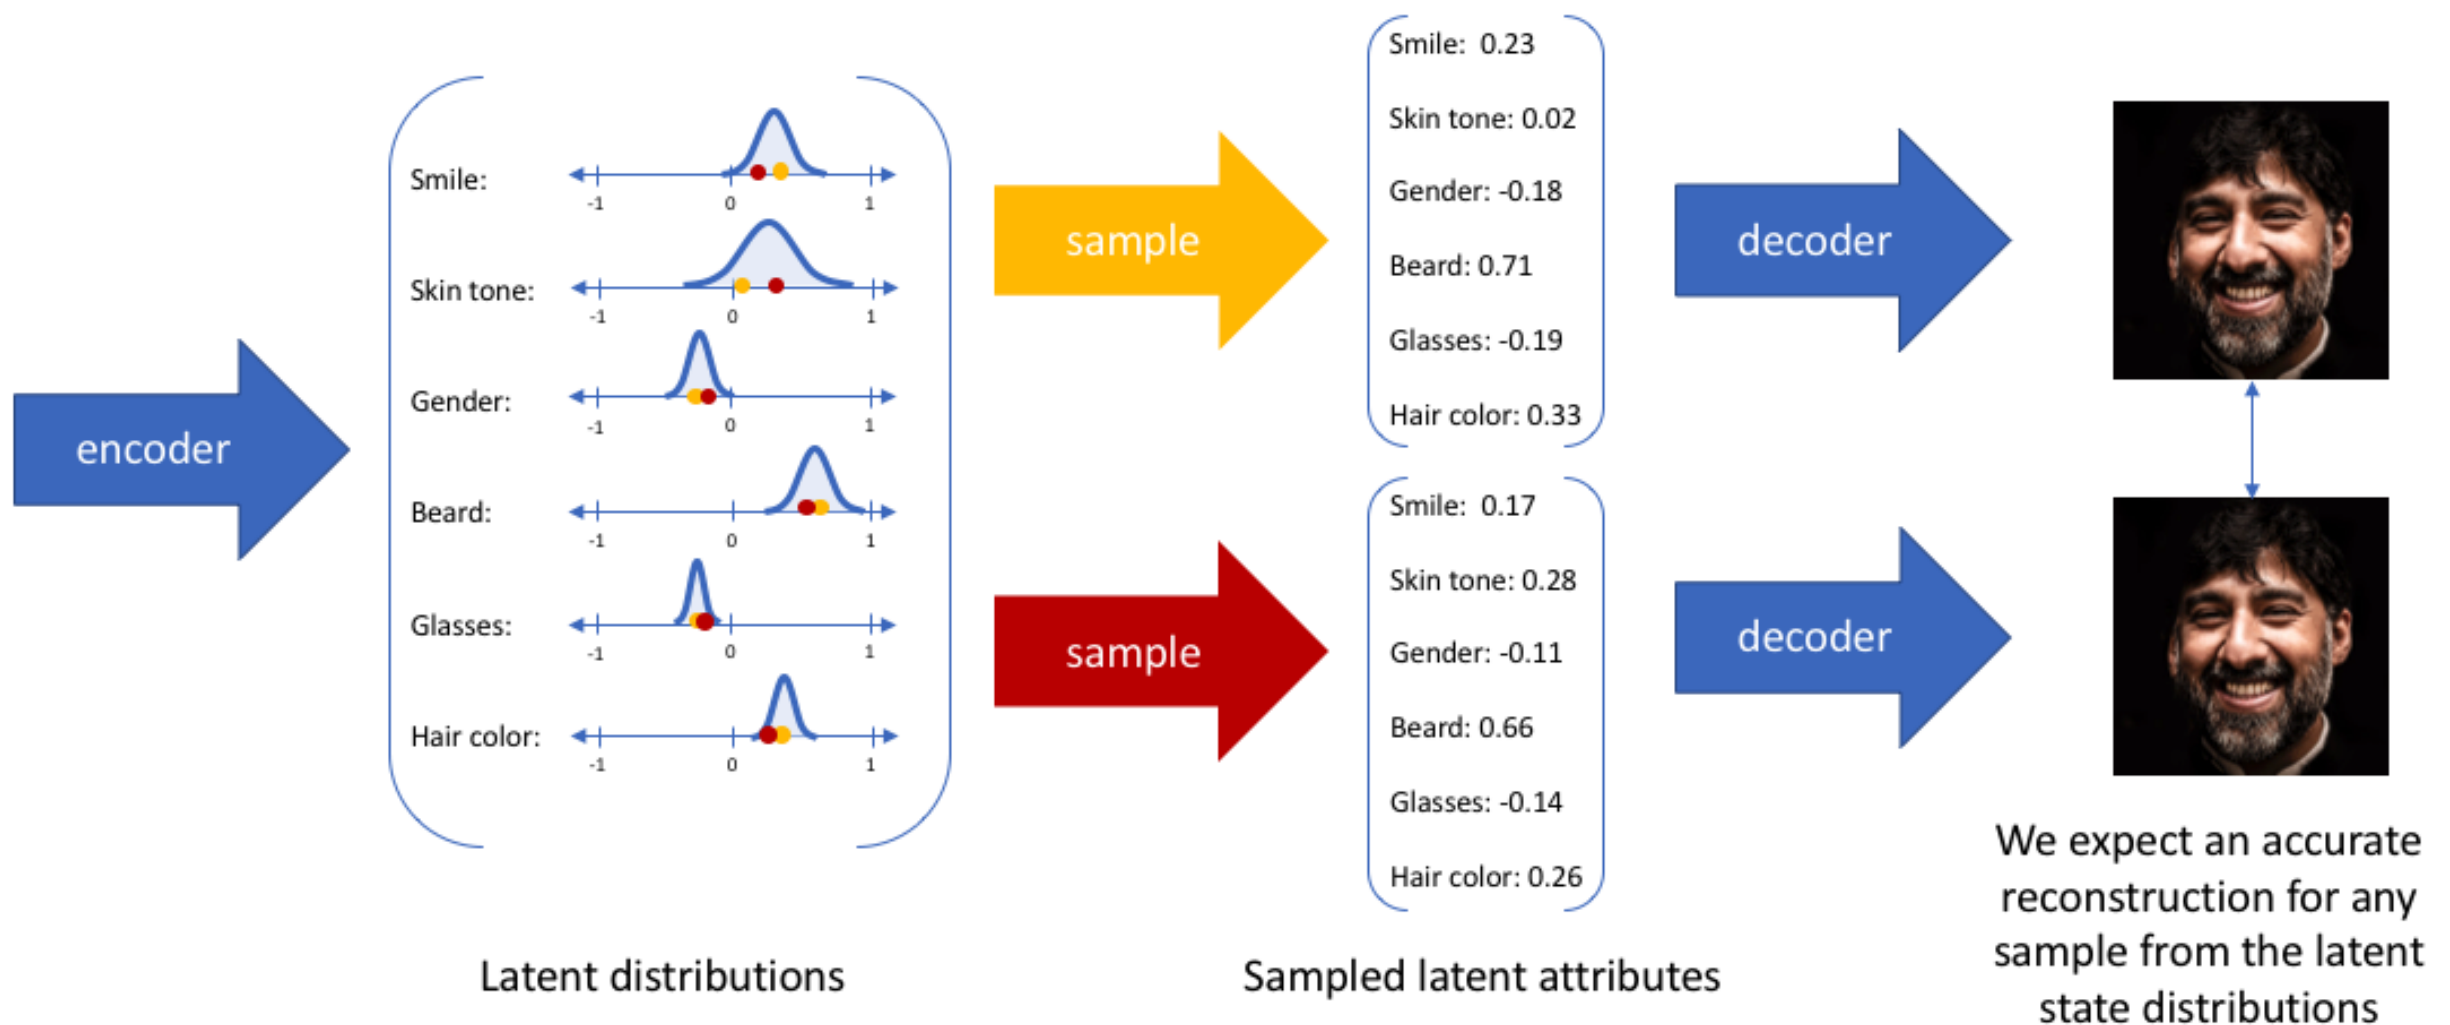 encoder
Smile:
-1 0 1
Skin tone:
-1 0 1
Gender:
-1 0 1
Beard:
-1 0 1
Glasses:
-1 0 1
Hair color:
-1 0 1
Latent distributions
sample
sample
Smile: 0.23
Skin tone: 0.02
Gender: -0.18
Beard: 0.71
Glasses: -0.19
Hair color: 0.33
Smile: 0.17
Skin tone: 0.28
Gender: -0.11
Beard: 0.66
Glasses: -0.14
Hair color: 0.26
Sampled latent attributes
decoder
decoder
We expect an accurate
reconstruction for any
sample from the latent
state distributions